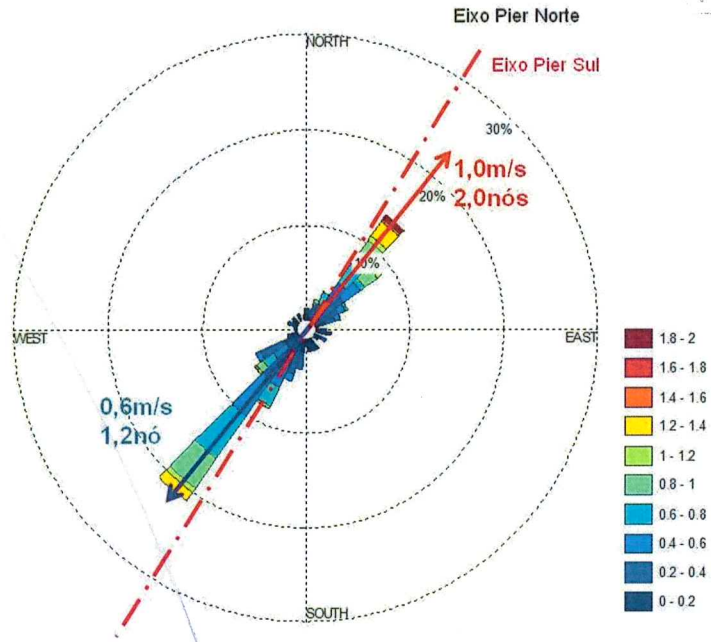 Eixo Pier Norte
NORTH
Eixo Pier Sul
30%
1,0m/s
2,0nós
20%
10%
WEST
EAST
0,6m/s
1,2nó
SOUTH
1.8 - 2
1.6 - 1.8
1.4 - 1.6
1.2 - 1.4
1 - 1.2
0.8 - 1
0.6 - 0.8
0.4 - 0.6
0.2 - 0.4
0 - 0.2